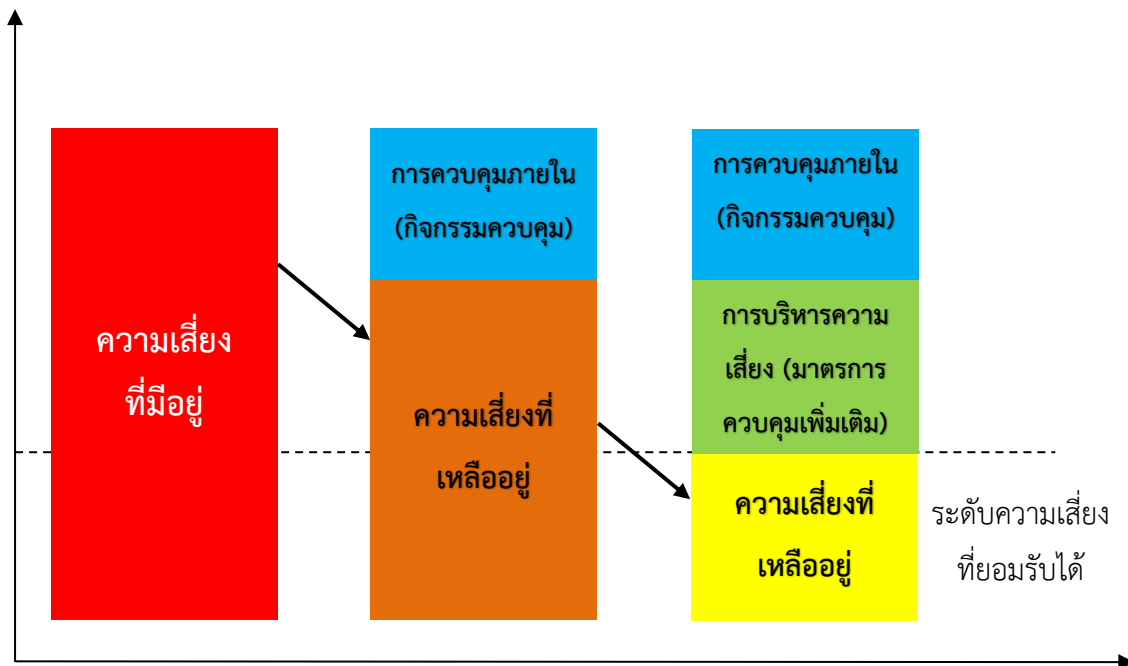 ความเสี่ยง
ที่มีอยู่
การควบคุมภายใน
(กิจกรรมควบคุม)
ความเสี่ยงที่
เหลืออยู่
การควบคุมภายใน
(กิจกรรมควบคุม)
การบริหารความ
เสี่ยง (มาตรการ
ควบคุมเพิ่มเติม)
ความเสี่ยงที่
เหลืออยู่
ระดับความเสี่ยง
ที่ยอมรับได้